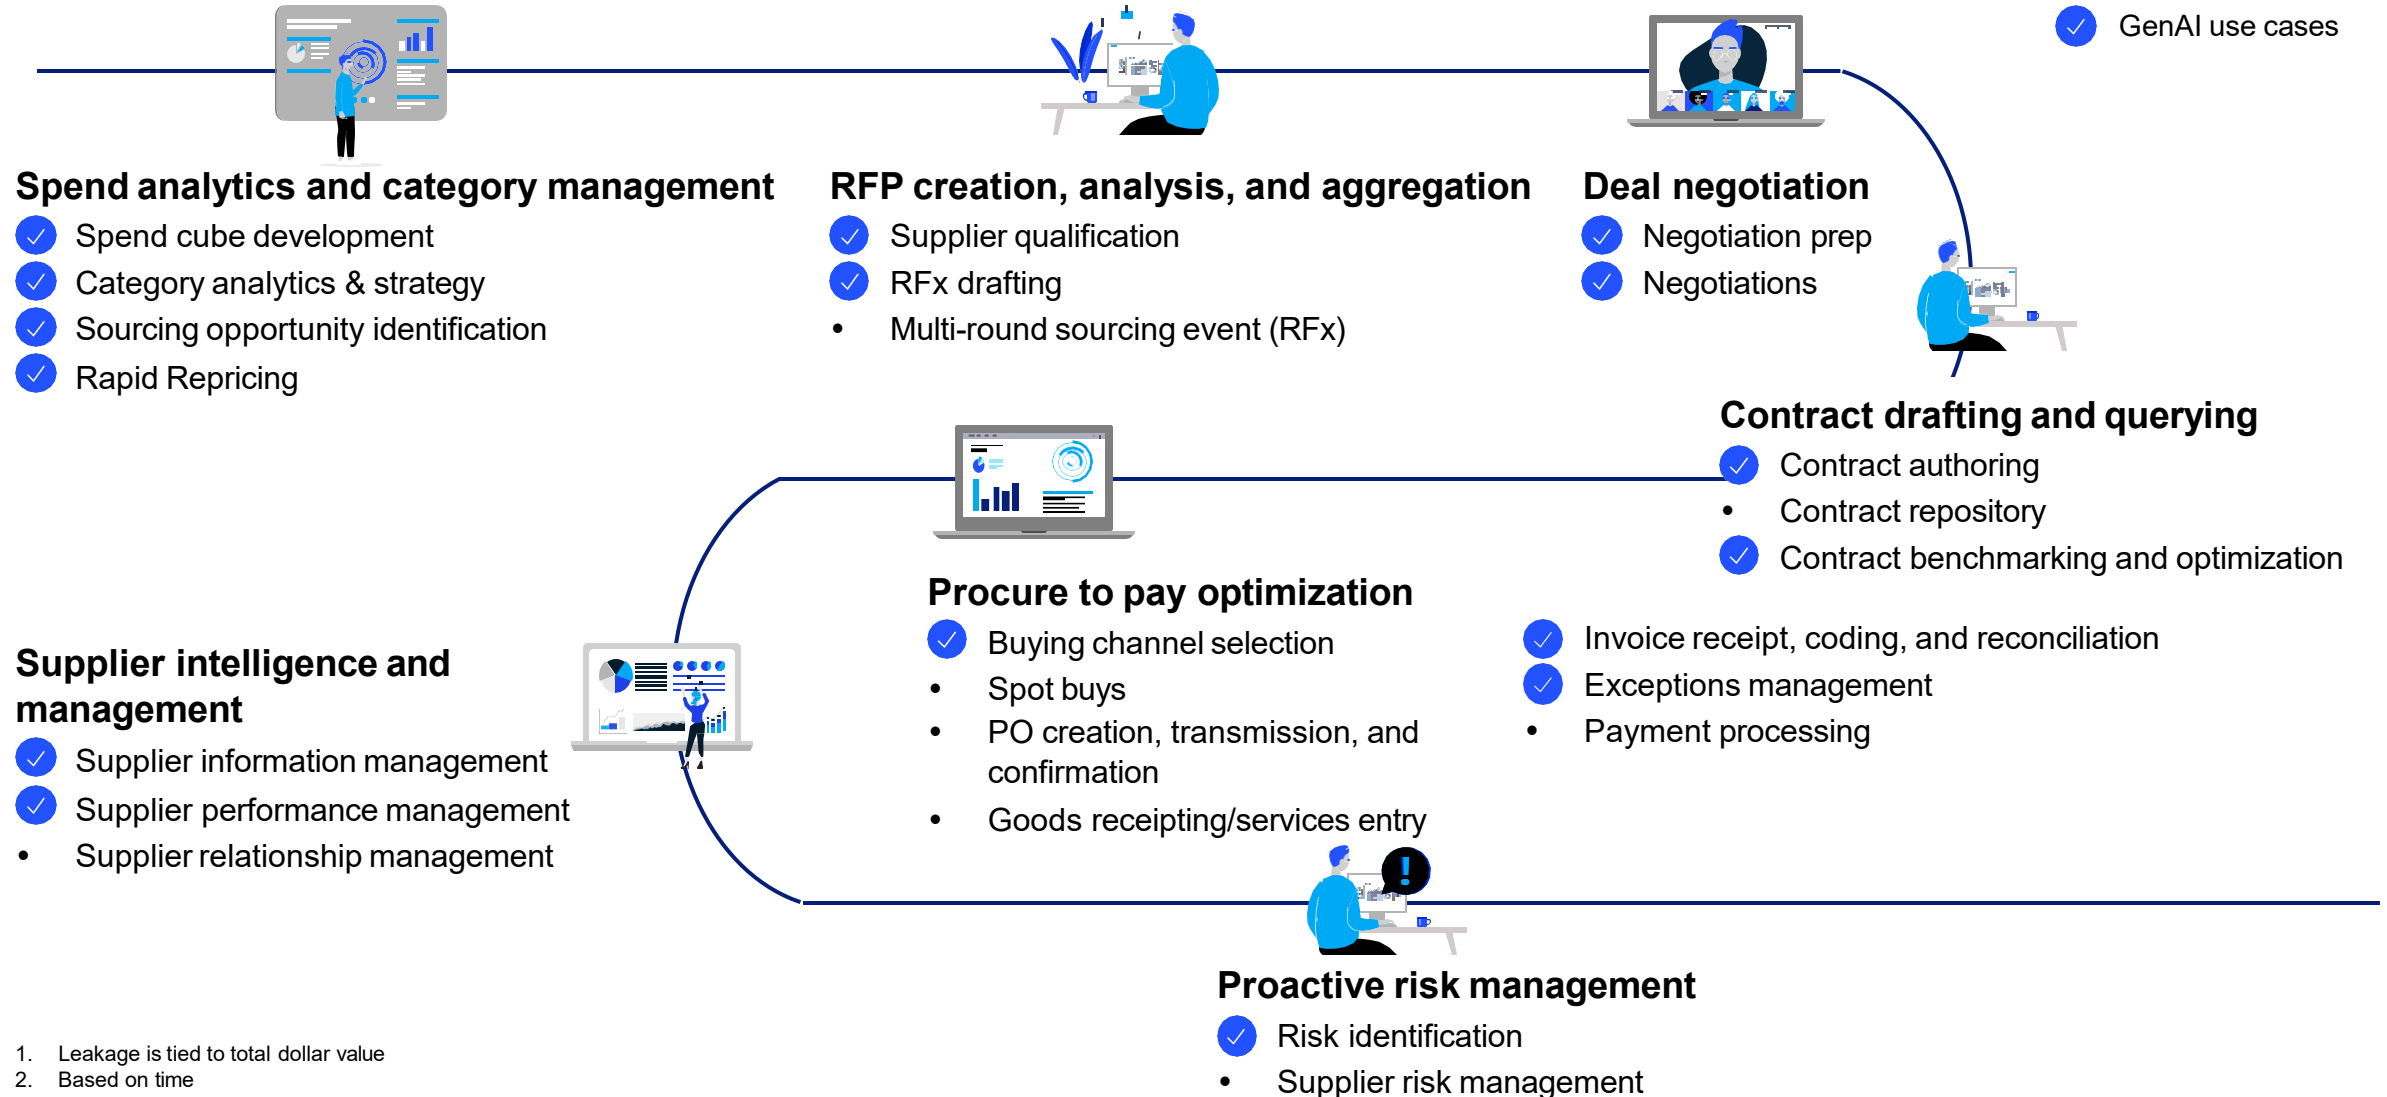 GenAI use cases
Spend analytics and category management
Spend cube development
Category analytics & strategy
Sourcing opportunity identification
Rapid Repricing
RFP creation, analysis, and aggregation
Supplier qualification
RFx drafting
• Multi-round sourcing event (RFx)
Deal negotiation
Negotiation prep
Negotiations
Contract drafting and querying
Contract authoring
• Contract repository
Contract benchmarking and optimization
Procure to pay optimization
Buying channel selection
• Spot buys
• PO creation, transmission, and
confirmation
• Goods receipting/services entry
Invoice receipt, coding, and reconciliation
Exceptions management
• Payment processing
Supplier intelligence and
management
Supplier information management
Supplier performance management
• Supplier relationship management
Proactive risk management
Risk identification
• Supplier risk management
1. Leakage is tied to total dollar value
2. Based on time